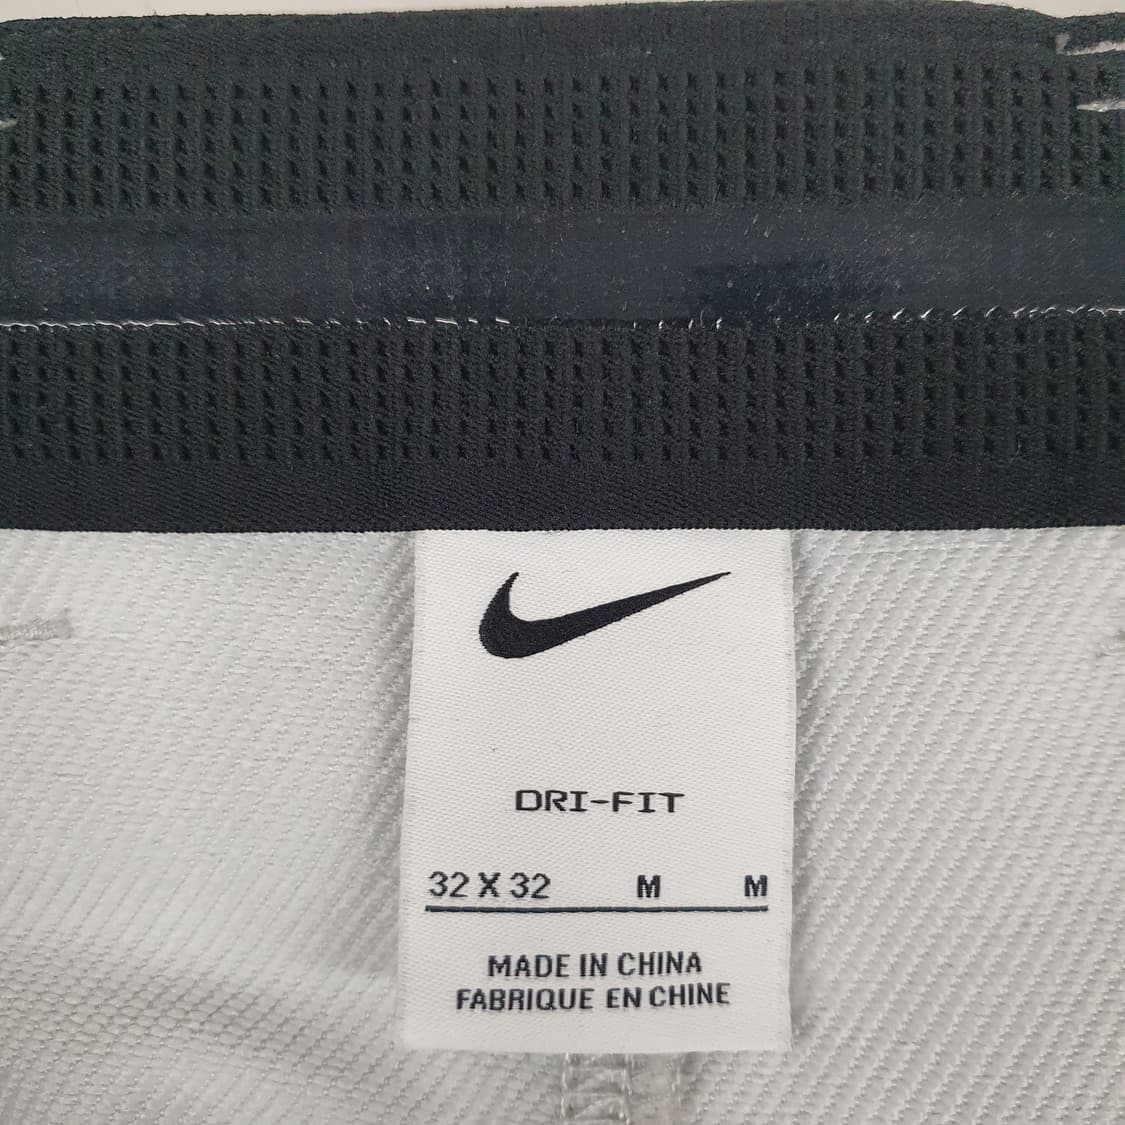 DRI-FIT
32 X 32 M M
MADE IN CHINA
FABRIQUE EN CHINE